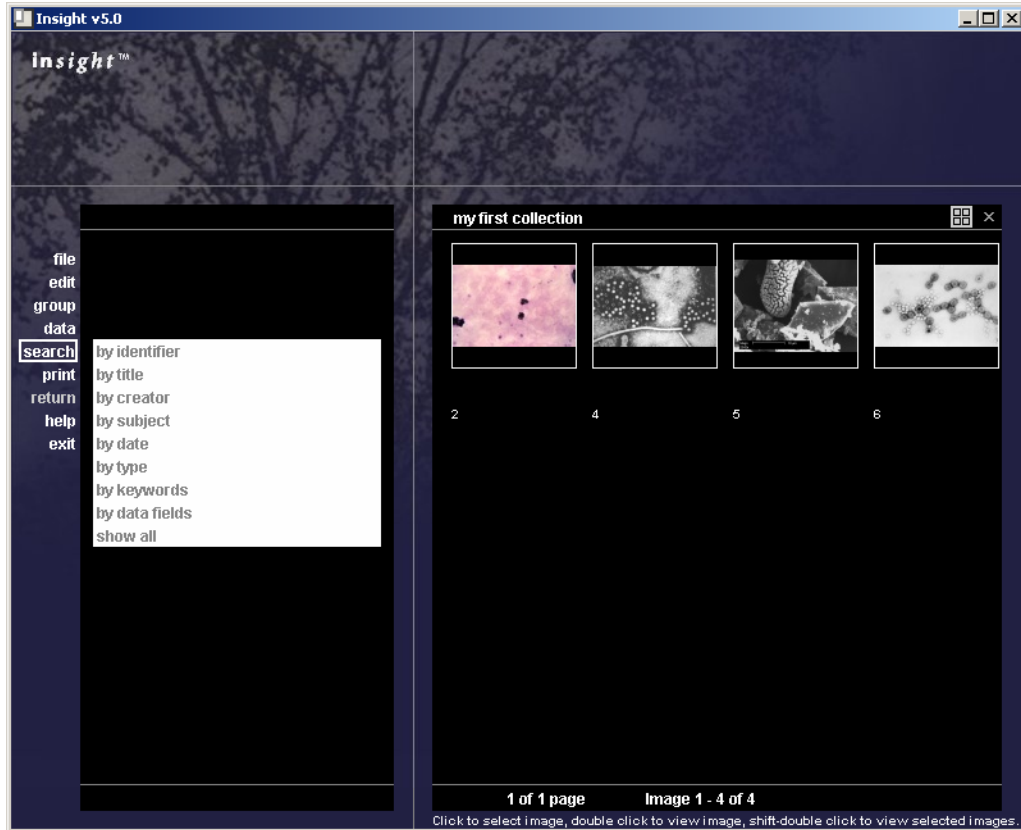 Insight v5.0
insight™
file
edit
group
data
search
print
return
help
exit
by identifier
by title
by creator
by subject
by date
by type
by keywords
by data fields
show all
my first collection
2 4 5 6
1 of 1 page Image 1 - 4 of 4
Click to select image, double click to view image, shift-double click to view selected images.